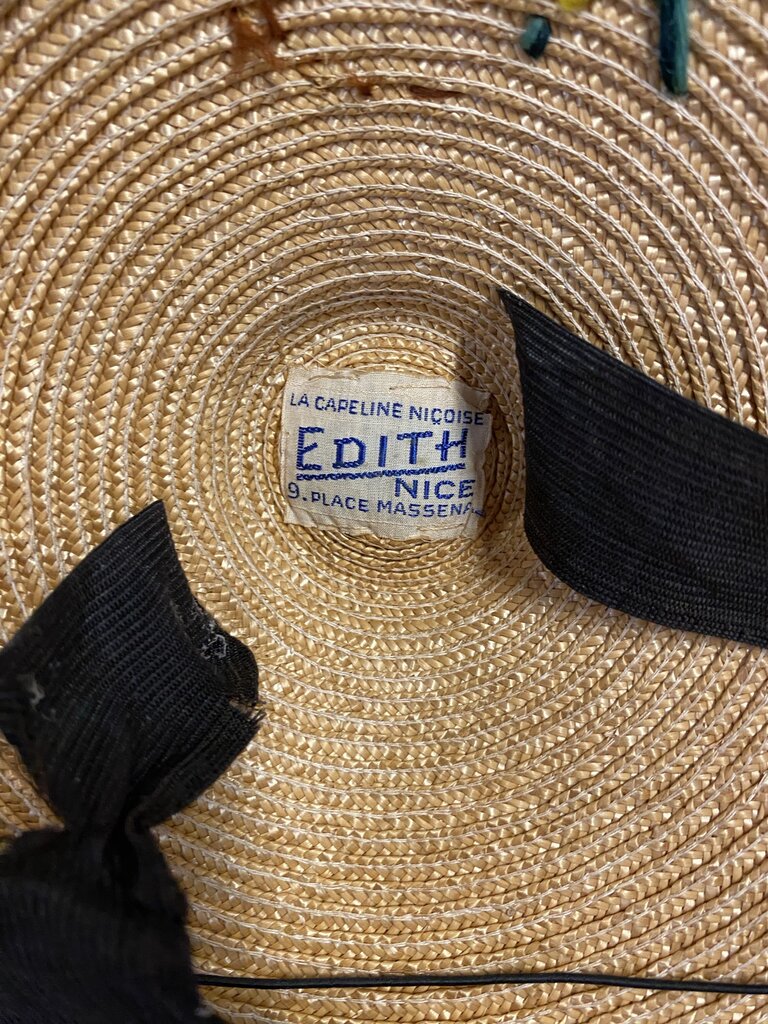 LA CAPELINE NIÇOISE
EDITH
NICE
9. PLACE MASSENA